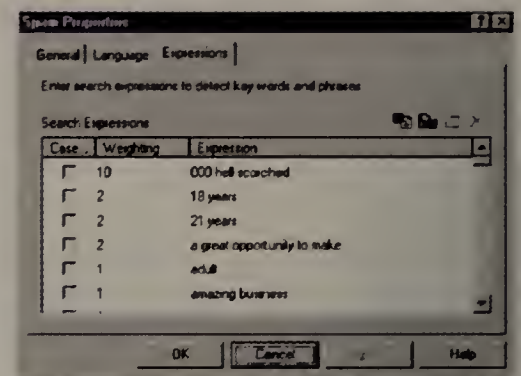 Spam Properties
General Language Expressions
Enter search expressions to detect key words and phrases
Search Expressions
Case... Weighting Expression
10 000 hell scorched
2 18 years
2 21 years
2 a great opportunity to make
1 adult
1 amazing business
OK Cancel Help